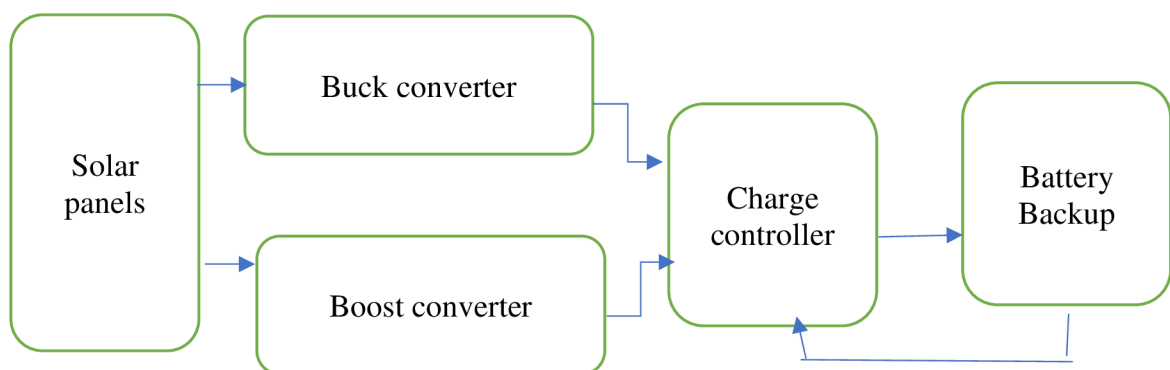 Solar
panels
Buck converter
Boost converter
Charge
controller
Battery
Backup